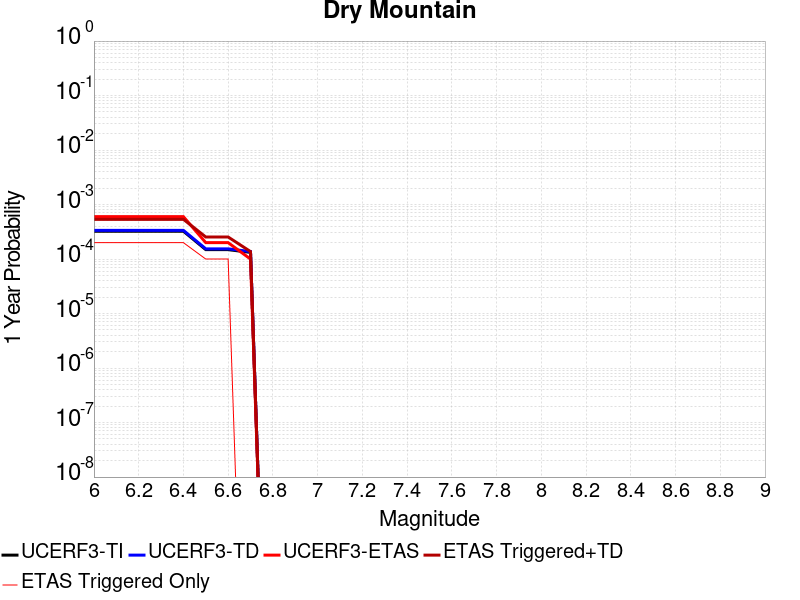 Dry Mountain
10^0
10^-1
10^-2
10^-3
10^-4
10^-5
10^-6
10^-7
10^-8
1 Year Probability
6 6.2 6.4 6.6 6.8 7 7.2 7.4 7.6 7.8 8 8.2 8.4 8.6 8.8 9
Magnitude
UCERF3-TI UCERF3-TD UCERF3-ETAS ETAS Triggered+TD
ETAS Triggered Only